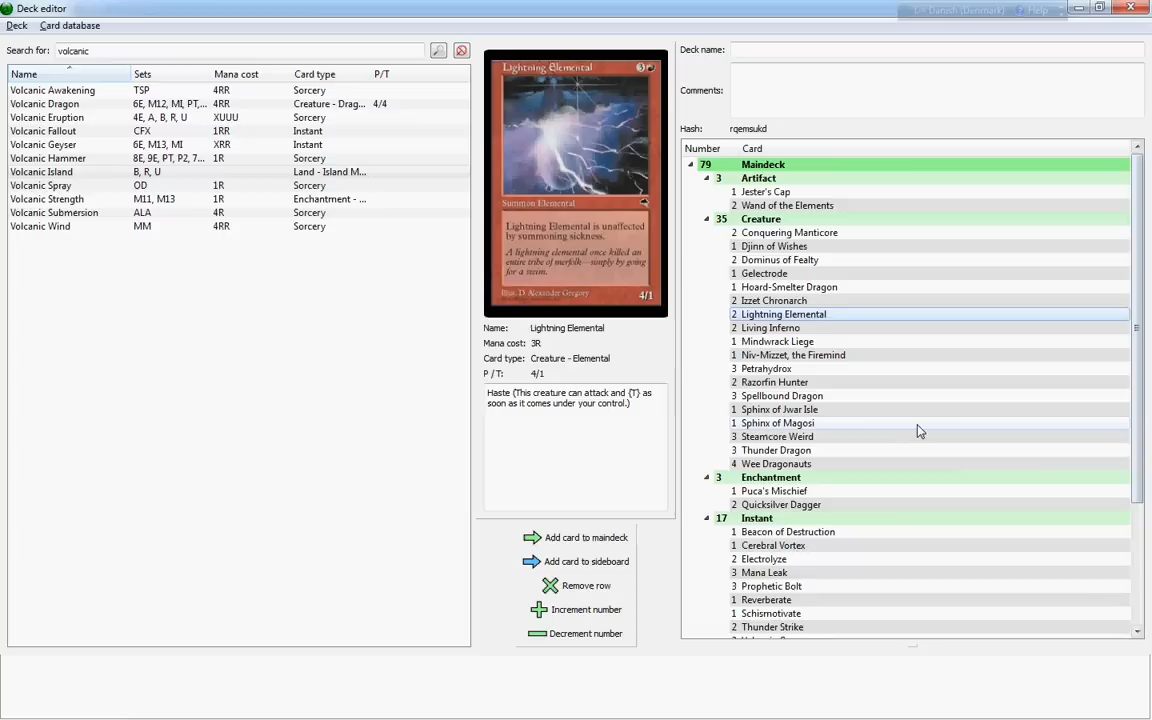 Deck editor
Danish (Denmark) Help
Deck Card database
Search for: volcanic
Name Sets Mana cost Card type P/T
Volcanic Awakening TSP 4RR Sorcery
Volcanic Dragon 6E, M12, MI, PT,... 4RR Creature - Drag... 4/4
Volcanic Eruption 4E, A, B, R, U XUUU Sorcery
Volcanic Fallout CFX 1RR Instant
Volcanic Geyser 6E, M13, MI XRR Instant
Volcanic Hammer 8E, 9E, PT, P2, 7... 1R Sorcery
Volcanic Island B, R, U Land - Island M...
Volcanic Spray OD 1R Sorcery
Volcanic Strength M11, M13 1R Enchantment - ...
Volcanic Submersion ALA 4R Sorcery
Volcanic Wind MM 4RR Sorcery
Lightning Elemental 3
Summon Elemental
Lightning Elemental is unaffected
by summoning sickness.
A lightning elemental once killed an
entire tribe of merfolk—simply by going
for a swim.
Illus. D. Alexander Gregory 4/1
Name: Lightning Elemental
Mana cost: 3R
Card type: Creature - Elemental
P / T: 4/1
Haste (This creature can attack and {T} as
soon as it comes under your control.)
Add card to maindeck
Add card to sideboard
Remove row
Increment number
Decrement number
Deck name:
Comments:
Hash: rqemsukd
Number Card
79 Maindeck
3 Artifact
1 Jester's Cap
2 Wand of the Elements
35 Creature
2 Conquering Manticore
1 Djinn of Wishes
2 Dominus of Fealty
1 Gelectrode
1 Hoard-Smelter Dragon
2 Izzet Chronarch
2 Lightning Elemental
2 Living Inferno
1 Mindwrack Liege
1 Niv-Mizzet, the Firemind
3 Petrahydrox
2 Razorfin Hunter
3 Spellbound Dragon
1 Sphinx of Jwar Isle
1 Sphinx of Magosi
3 Steamcore Weird
3 Thunder Dragon
4 Wee Dragonauts
3 Enchantment
1 Puca's Mischief
2 Quicksilver Dagger
17 Instant
1 Beacon of Destruction
1 Cerebral Vortex
2 Electrolyze
3 Mana Leak
3 Prophetic Bolt
1 Reverberate
1 Schismotivate
2 Thunder Strike